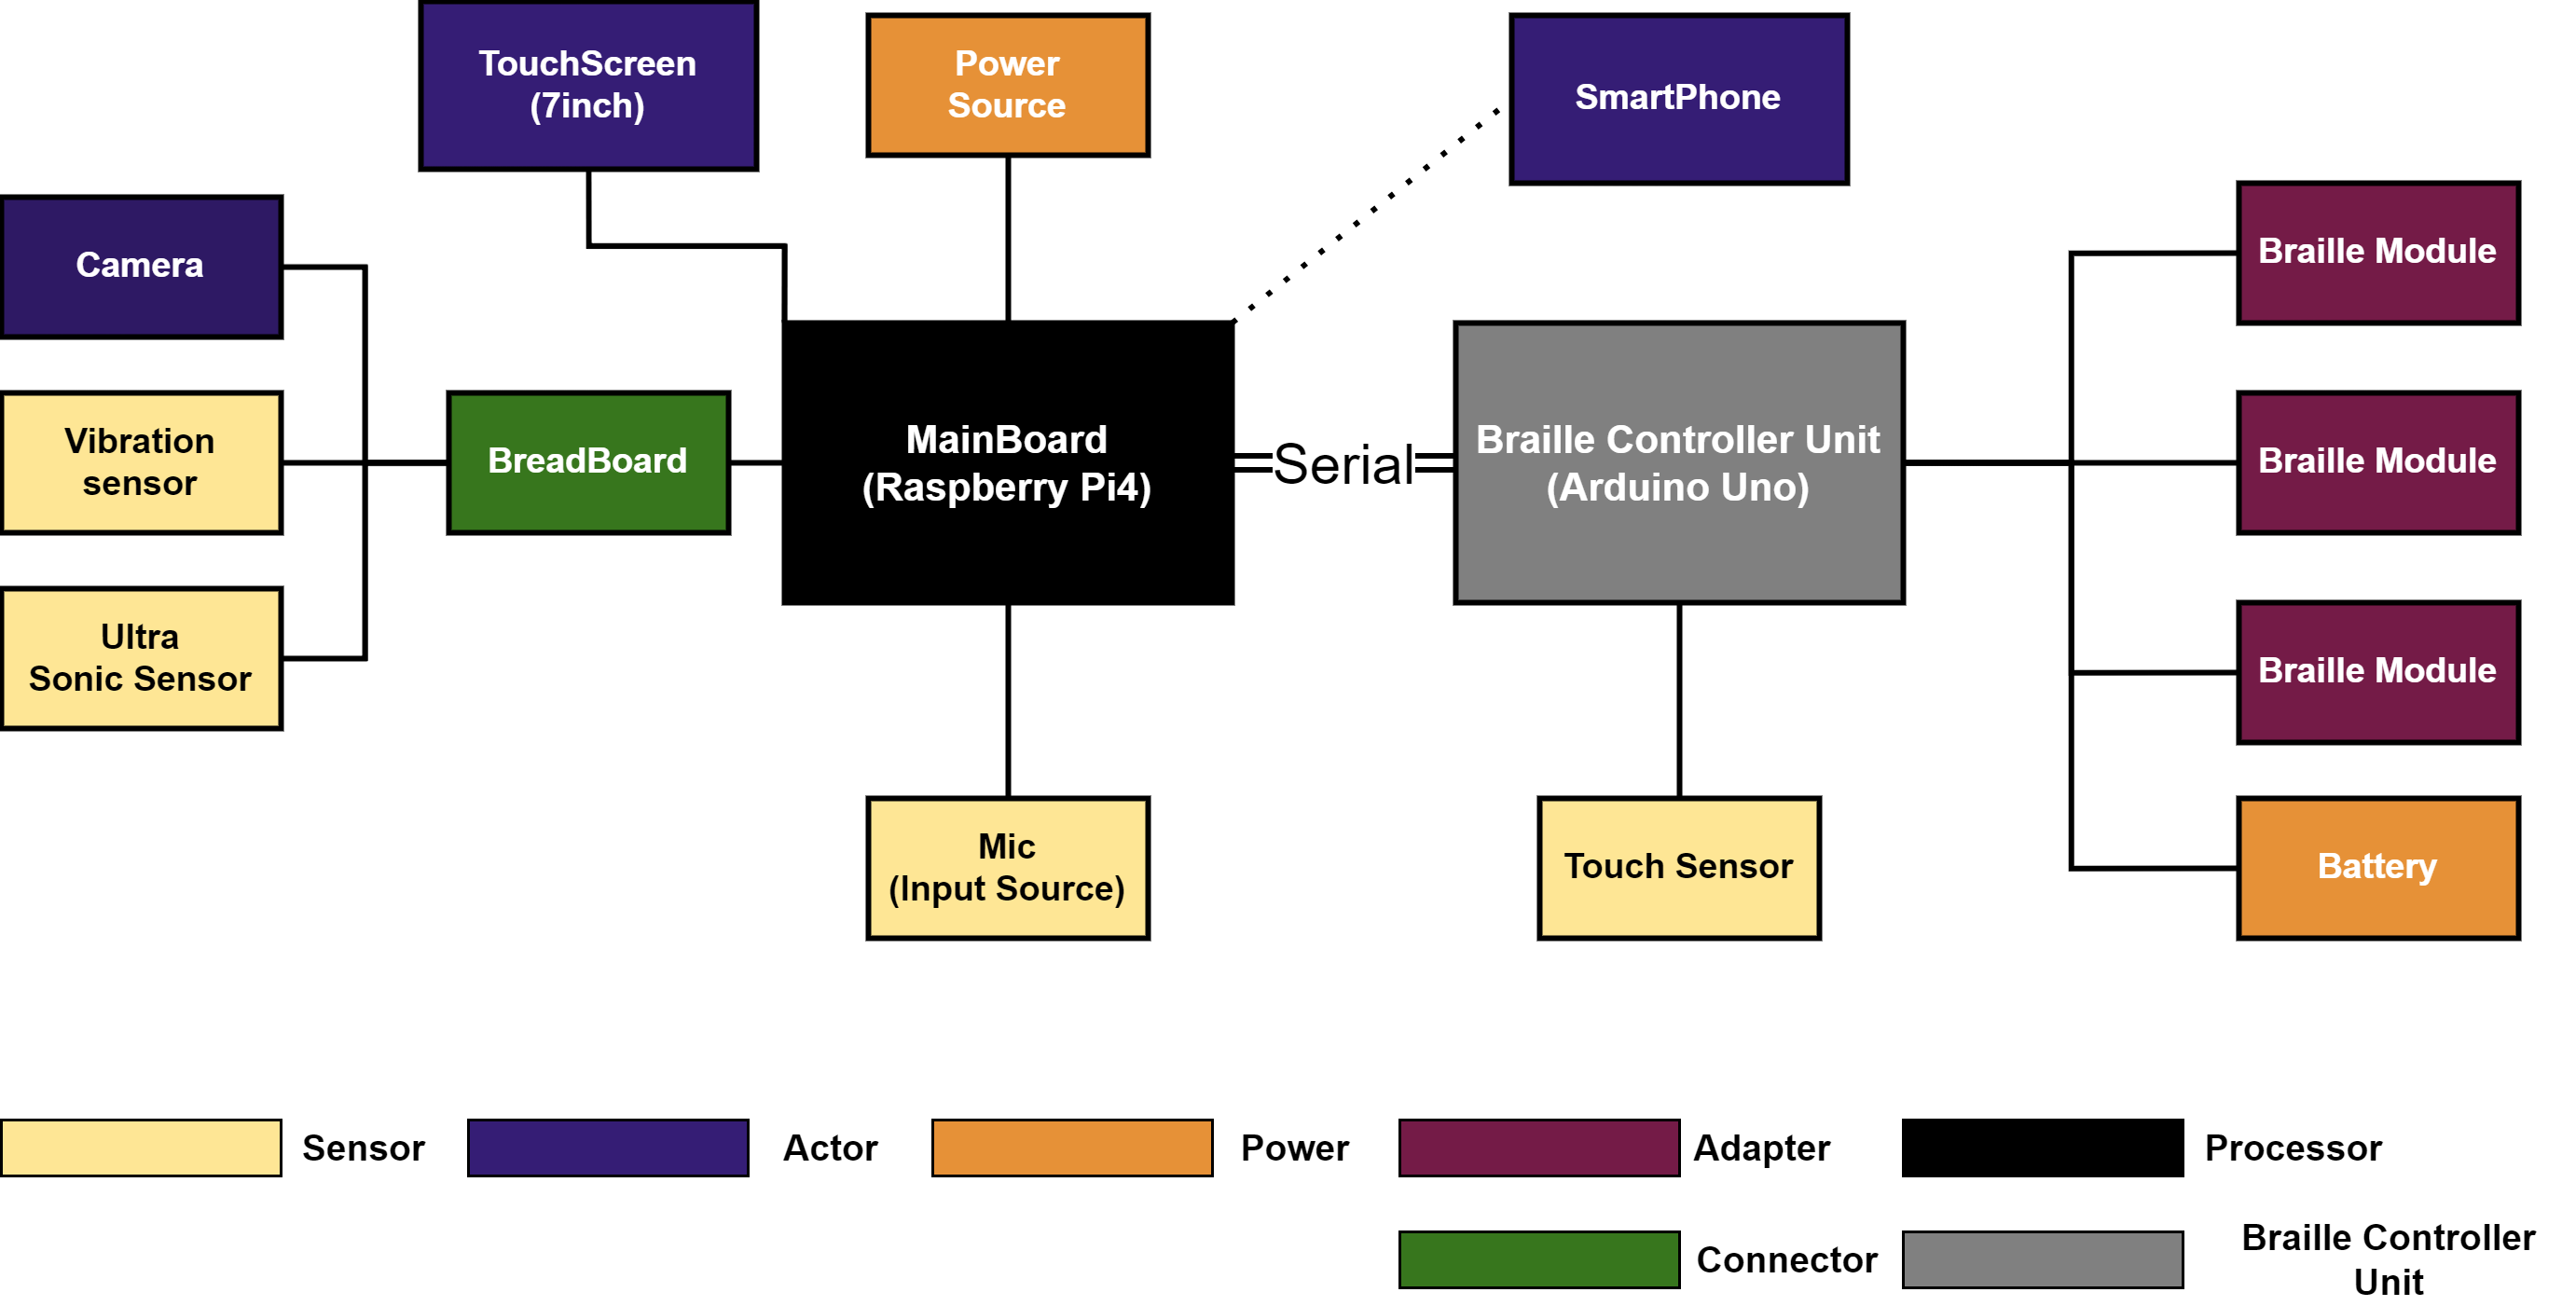 TouchScreen
(7inch)
Power
Source
SmartPhone
Camera
Braille Module
Vibration
sensor
BreadBoard
MainBoard
(Raspberry Pi4)
Serial
Braille Controller Unit
(Arduino Uno)
Braille Module
Ultra
Sonic Sensor
Braille Module
Mic
(Input Source)
Touch Sensor
Battery
Sensor
Actor
Power
Adapter
Processor
Connector
Braille Controller
Unit